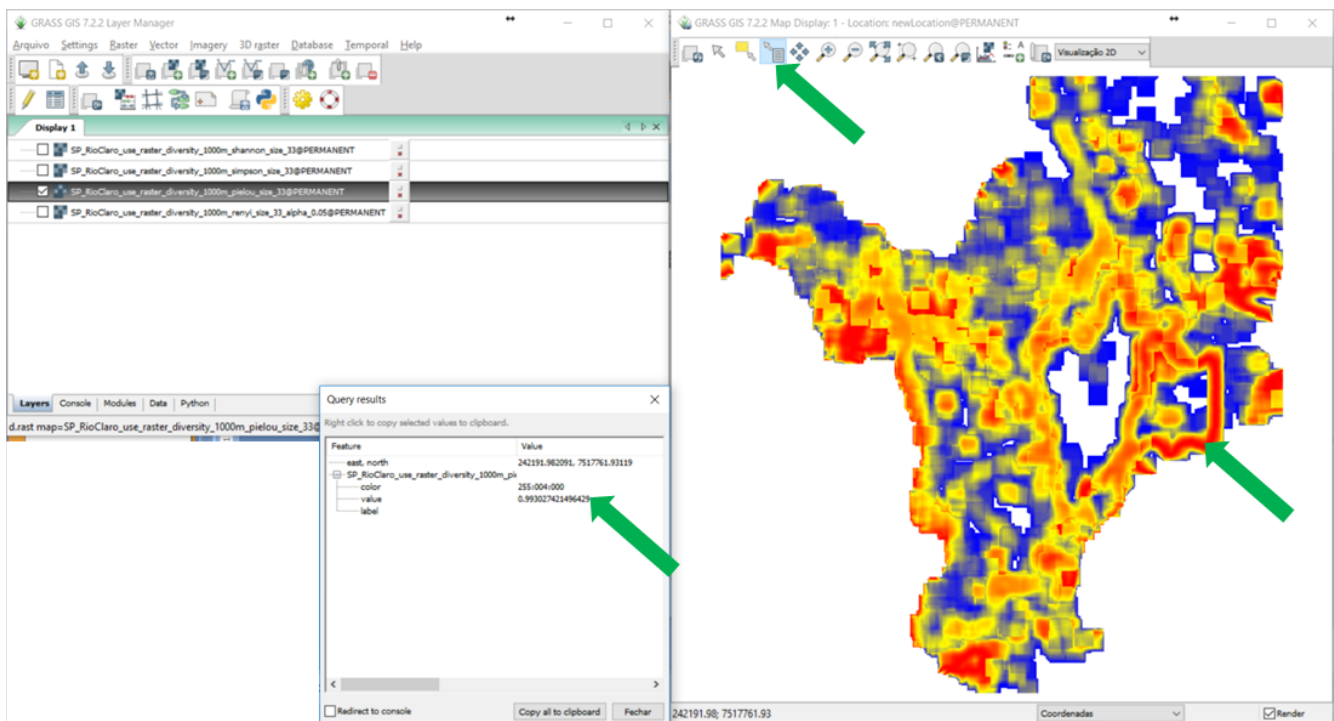 GRASS GIS 7.2.2 Layer Manager
Arquivo Settings Raster Vector Imagery 3D raster Database Temporal Help
Display 1
SP_RioClaro_use_raster_diversity_1000m_shannon_size_33@PERMANENT
SP_RioClaro_use_raster_diversity_1000m_simpson_size_33@PERMANENT
SP_RioClaro_use_raster_diversity_1000m_pielou_size_33@PERMANENT
SP_RioClaro_use_raster_diversity_1000m_renyi_size_33_alpha_0.05@PERMANENT
Layers Console Modules Data Python
d.rast map=SP_RioClaro_use_raster_diversity_1000m_pielou_size_33@
Query results
Right click to copy selected values to clipboard.
Feature Value
east, north 242191.982091, 7517761.93119
SP_RioClaro_use_raster_diversity_1000m_pi
color 255:004:000
value 0.993027421496429
label
Redirect to console Copy all to clipboard Fechar
GRASS GIS 7.2.2 Map Display: 1 - Location: newLocation@PERMANENT
Visualização 2D
242191.98; 7517761.93 Coordenadas Render